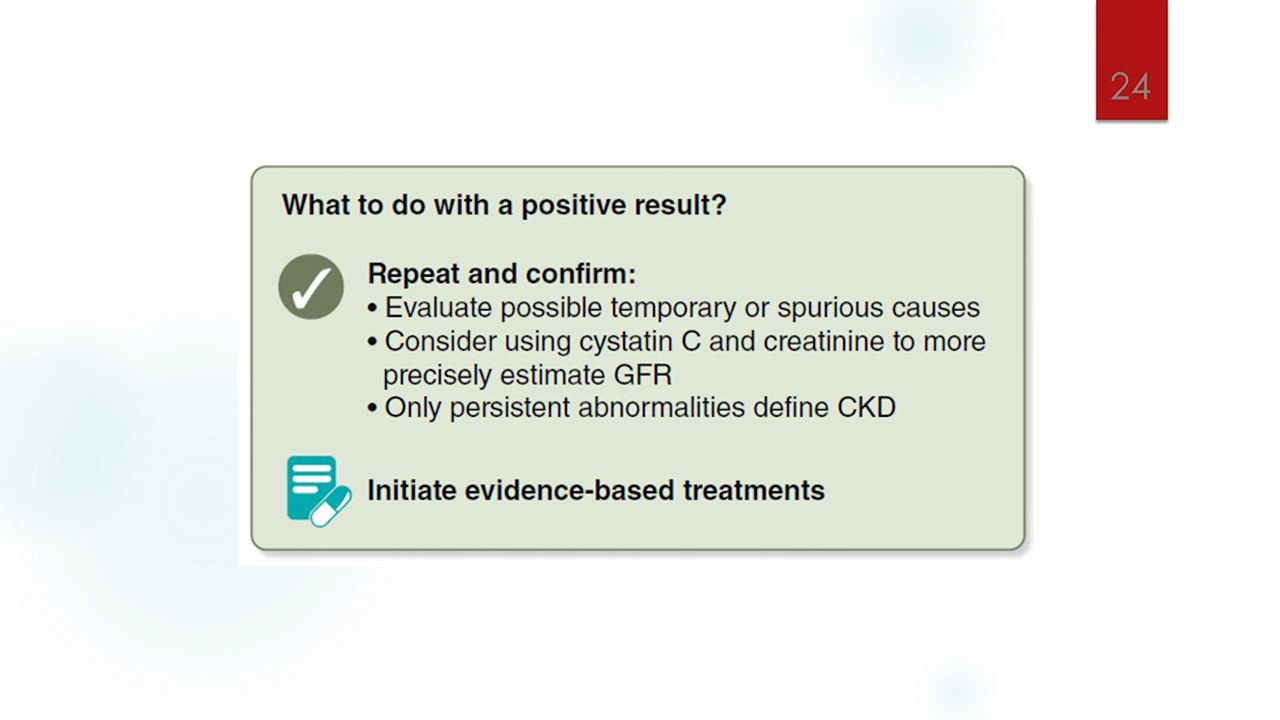 24
What to do with a positive result?
Repeat and confirm:
• Evaluate possible temporary or spurious causes
• Consider using cystatin C and creatinine to more
precisely estimate GFR
• Only persistent abnormalities define CKD
Initiate evidence-based treatments